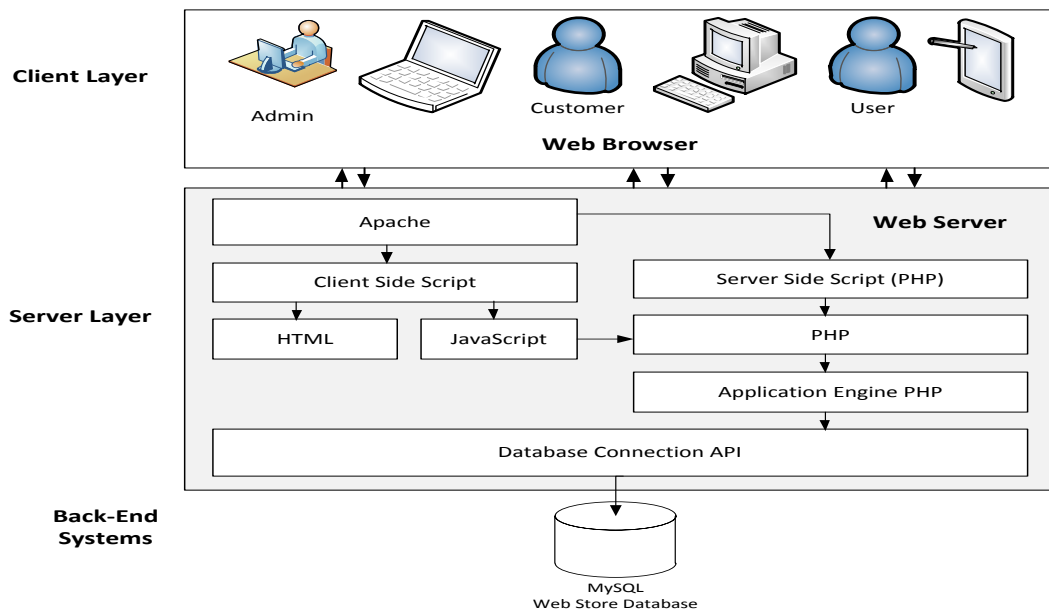 Client Layer
Admin
Customer
User
Web Browser
Web Server
Apache
Client Side Script
Server Side Script (PHP)
Server Layer
HTML
JavaScript
PHP
Application Engine PHP
Database Connection API
Back-End
Systems
MySQL
Web Store Database